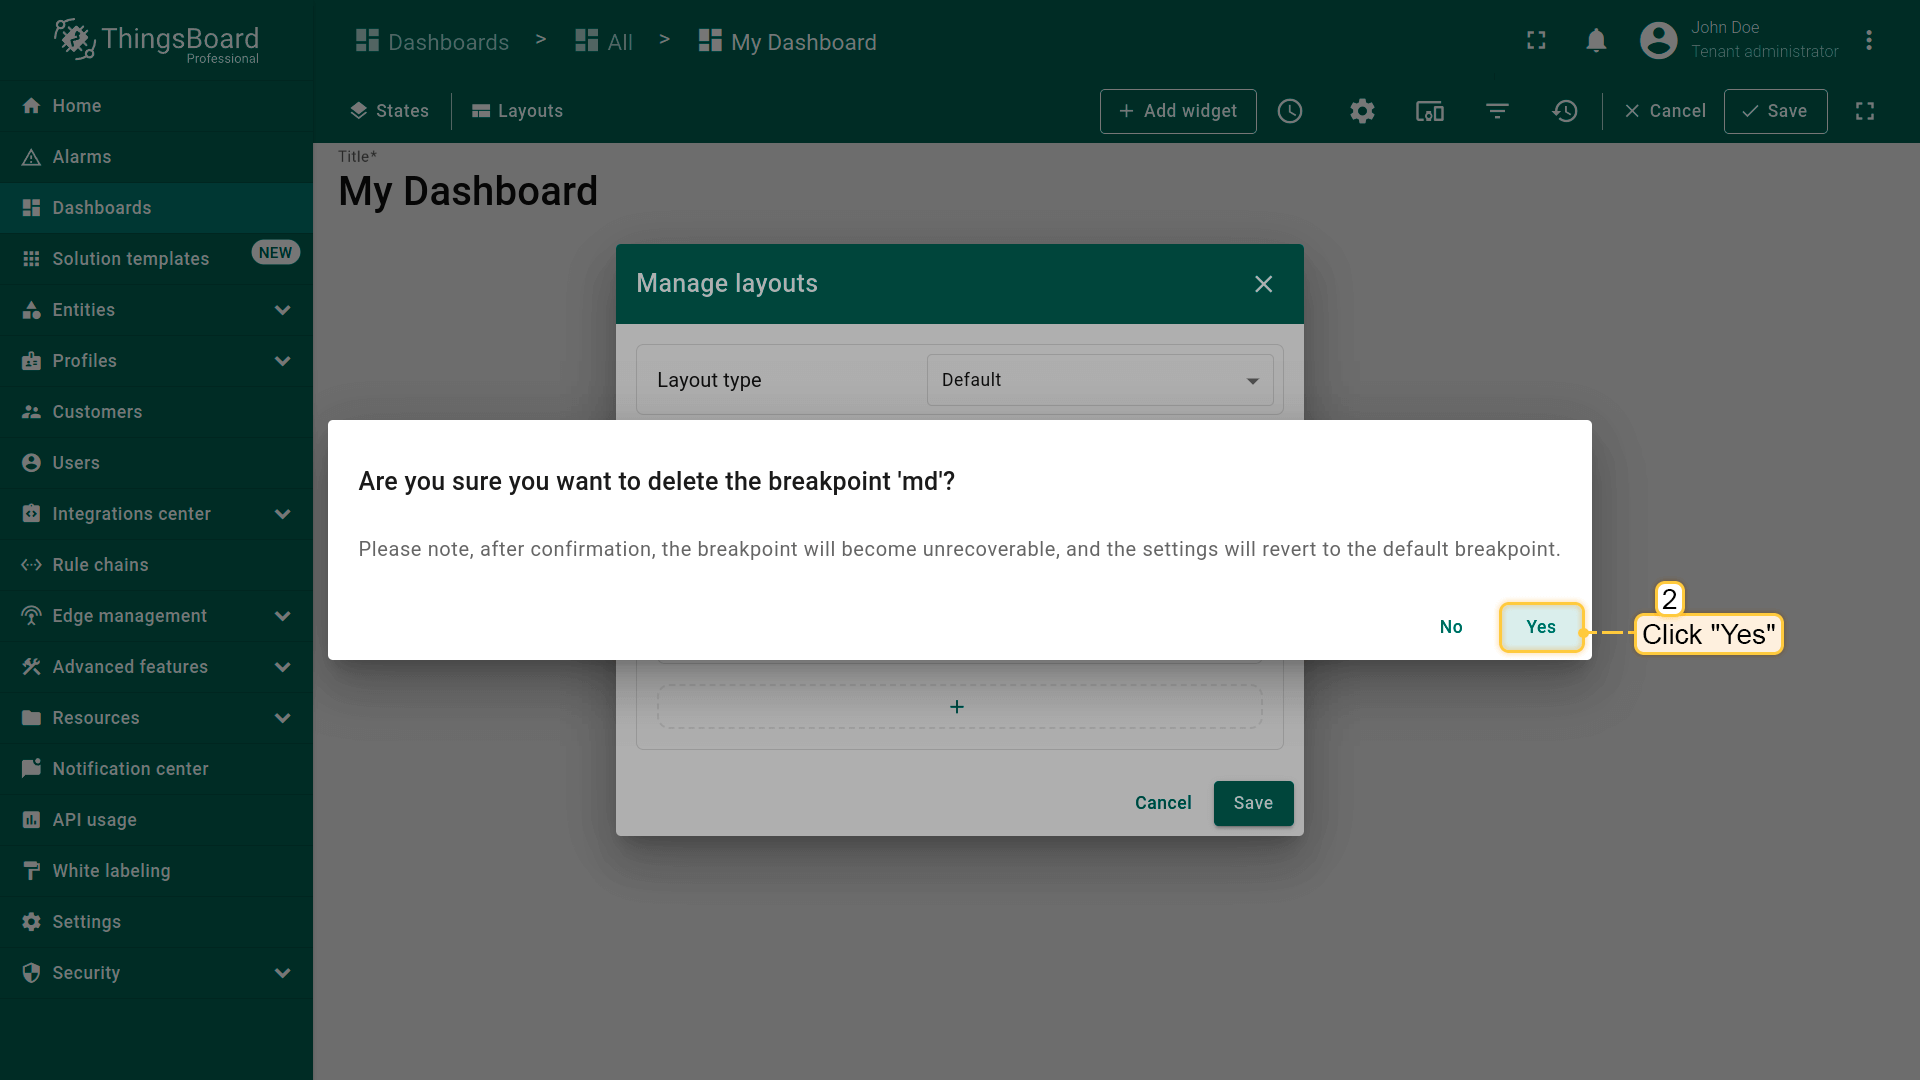 ThingsBoard
Professional
Dashboards > All > My Dashboard
John Doe
Tenant administrator
States
Layouts
+ Add widget
Cancel
Save
Home
Alarms
Dashboards
Solution templates
NEW
Entities
Profiles
Customers
Users
Integrations center
Rule chains
Edge management
Advanced features
Resources
Notification center
API usage
White labeling
Settings
Security
Title*
My Dashboard
Manage layouts
Layout type
Default
Are you sure you want to delete the breakpoint 'md'?
Please note, after confirmation, the breakpoint will become unrecoverable, and the settings will revert to the default breakpoint.
No
Yes
2
Click "Yes"
+
Cancel
Save